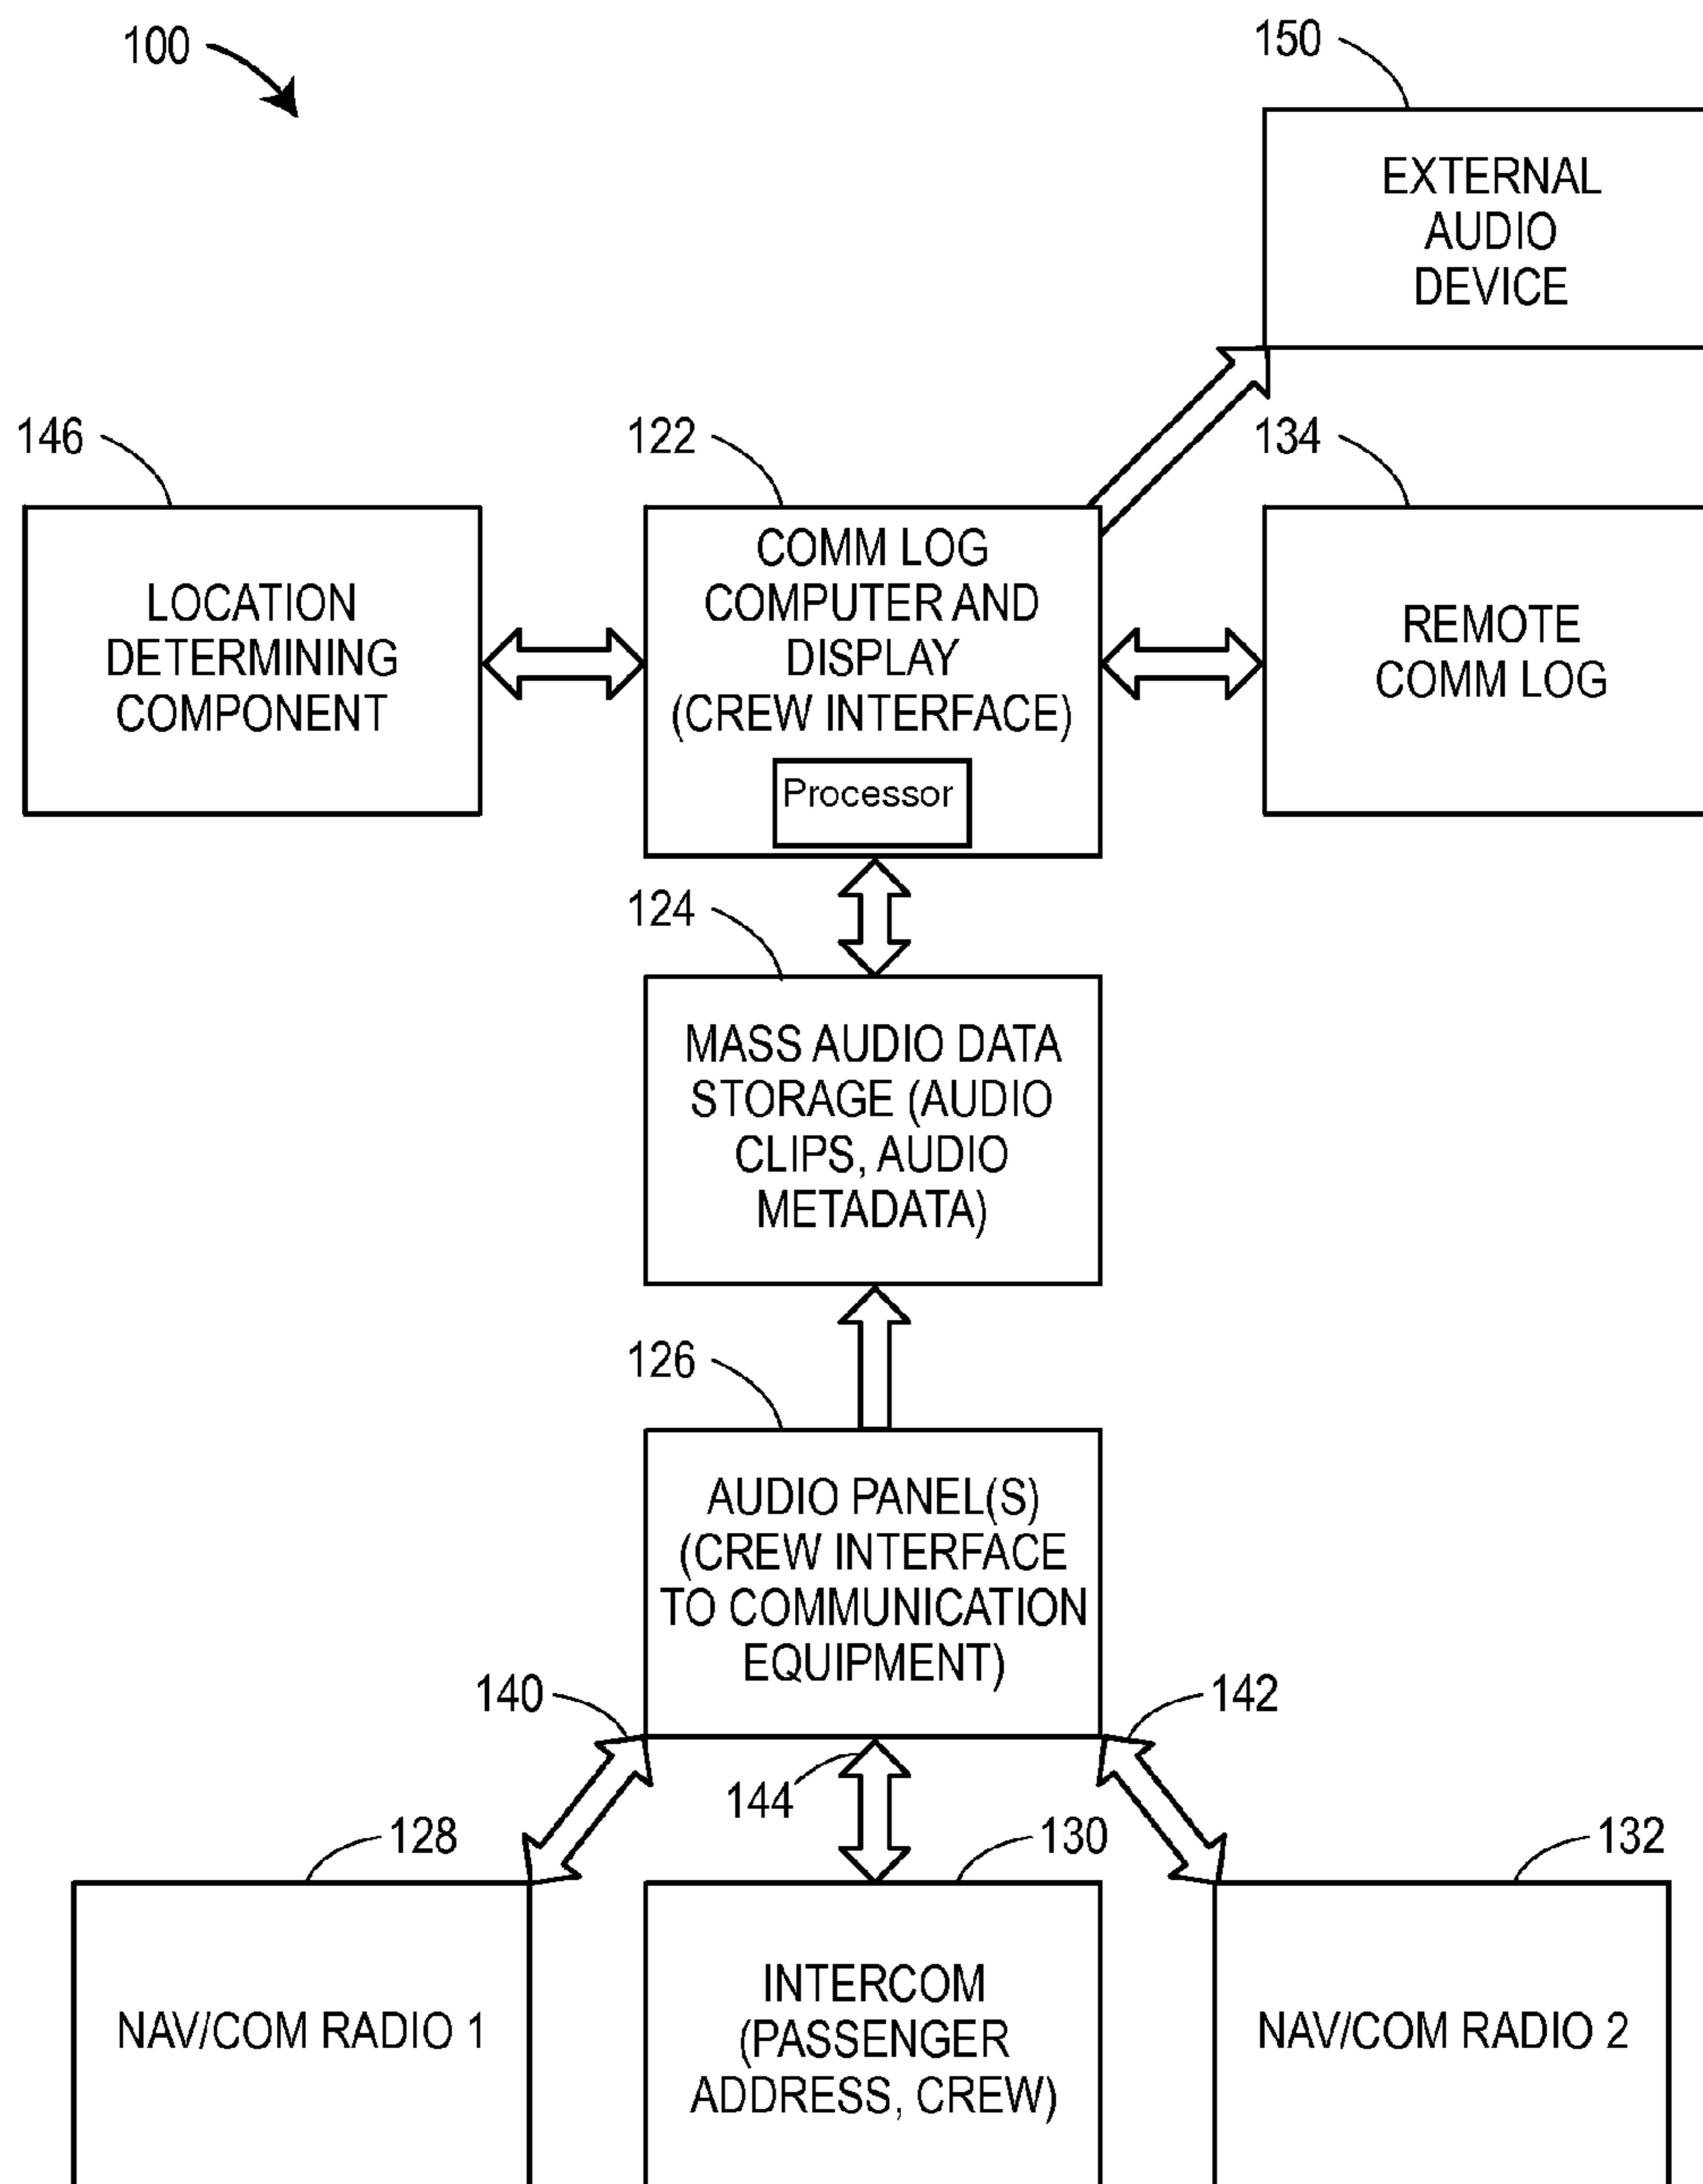 100
150
EXTERNAL
AUDIO
DEVICE
146
122
134
LOCATION
DETERMINING
COMPONENT
COMM LOG
COMPUTER AND
DISPLAY
(CREW INTERFACE)
Processor
REMOTE
COMM LOG
124
MASS AUDIO DATA
STORAGE (AUDIO
CLIPS, AUDIO
METADATA)
126
AUDIO PANEL(S)
(CREW INTERFACE
TO COMMUNICATION
EQUIPMENT)
140
142
144
128
130
132
NAV/COM RADIO 1
INTERCOM
(PASSENGER
ADDRESS, CREW)
NAV/COM RADIO 2